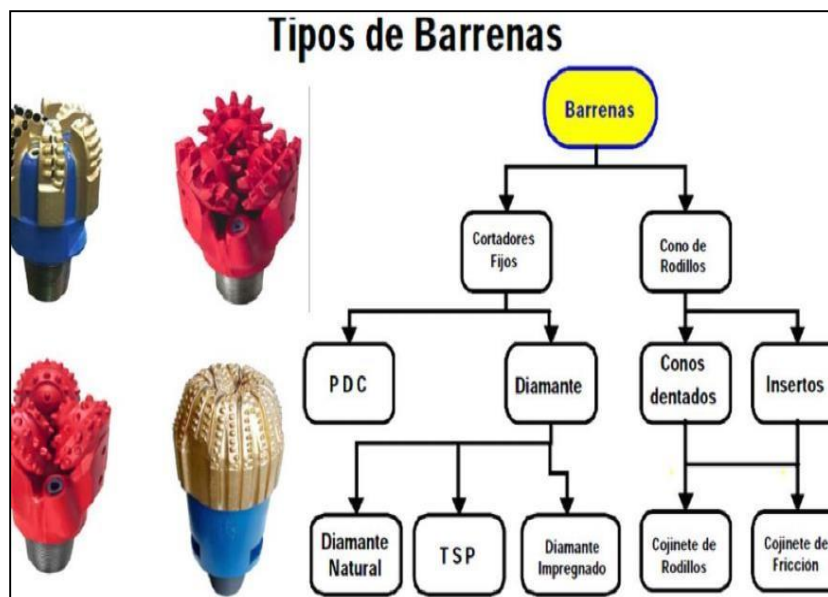 Tipos de Barrenas
Barrenas
Cortadores
Fijos
Cono de
Rodillos
PDC
Diamante
Conos
dentados
Insertos
Diamante
Natural
TSP
Diamante
Impregnado
Cojinete de
Rodillos
Cojinete de
Fricción